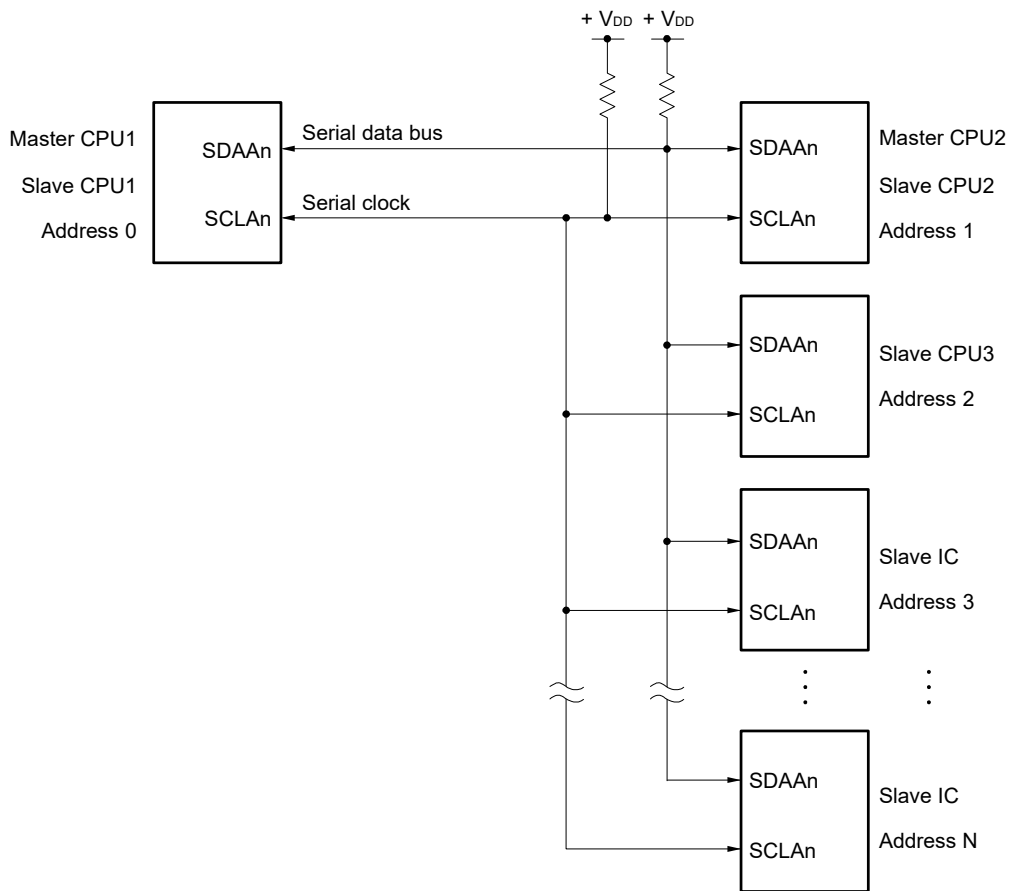 + VDD + VDD
Master CPU1
Slave CPU1
Address 0
SDAAn
SCLAn
Serial data bus
Serial clock
SDAAn
SCLAn
Master CPU2
Slave CPU2
Address 1
SDAAn
SCLAn
Slave CPU3
Address 2
SDAAn
SCLAn
Slave IC
Address 3
SDAAn
SCLAn
Slave IC
Address N